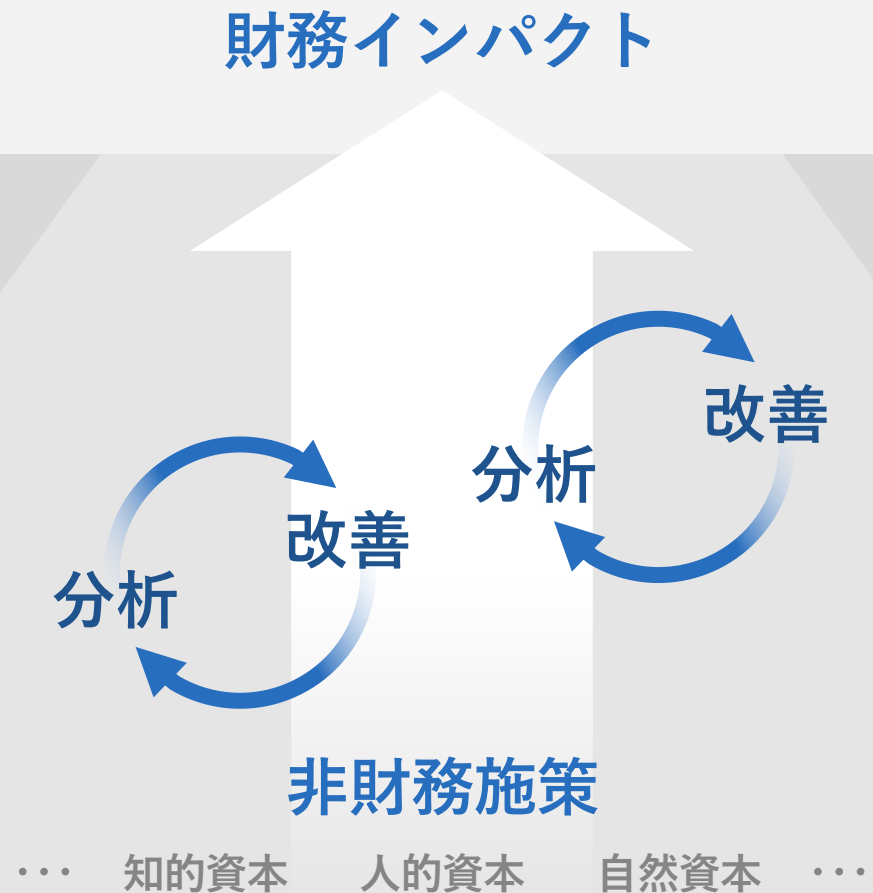 財務インパクト
改善
分析
改善
分析
非財務施策
・・・ 知的資本 人的資本 自然資本 ・・・